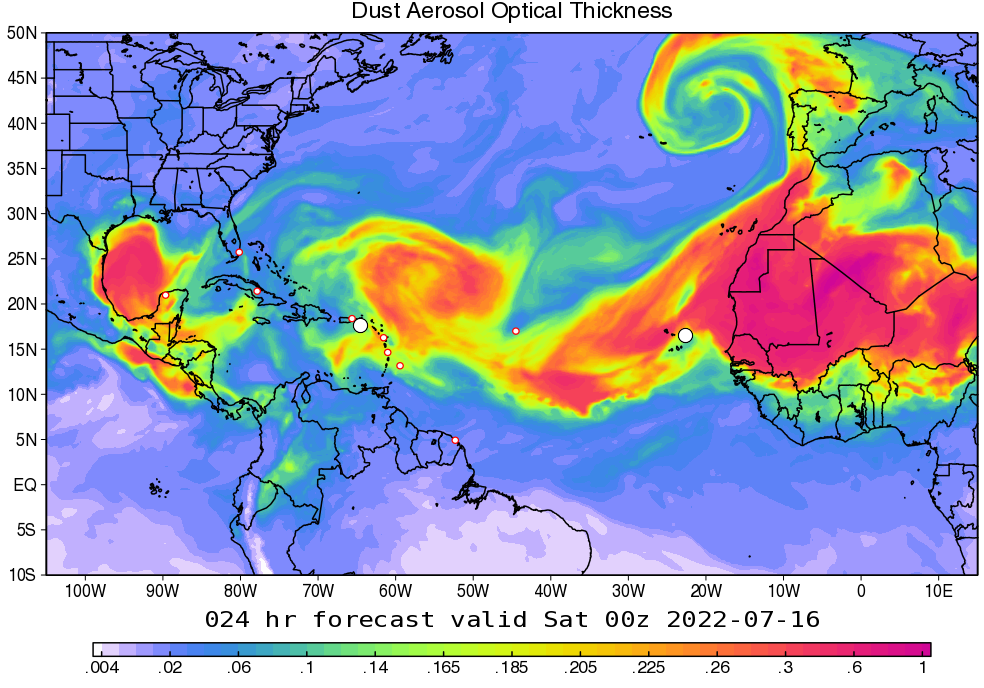 Dust Aerosol Optical Thickness
50N
45N
40N
35N
30N
25N
20N
15N
10N
5N
EQ
5S
10S
100W 90W 80W 70W 60W 50W 40W 30W 20W 10W 0 10E
024 hr forecast valid Sat 00z 2022-07-16
.004 .02 .06 .1 .14 .165 .185 .205 .225 .26 .3 .6 1